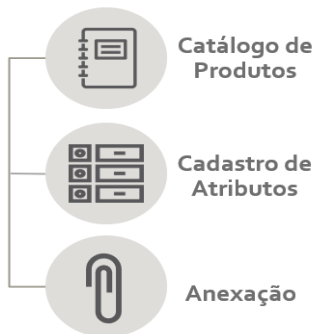 Catálogo de
Produtos
Cadastro de
Atributos
Anexação